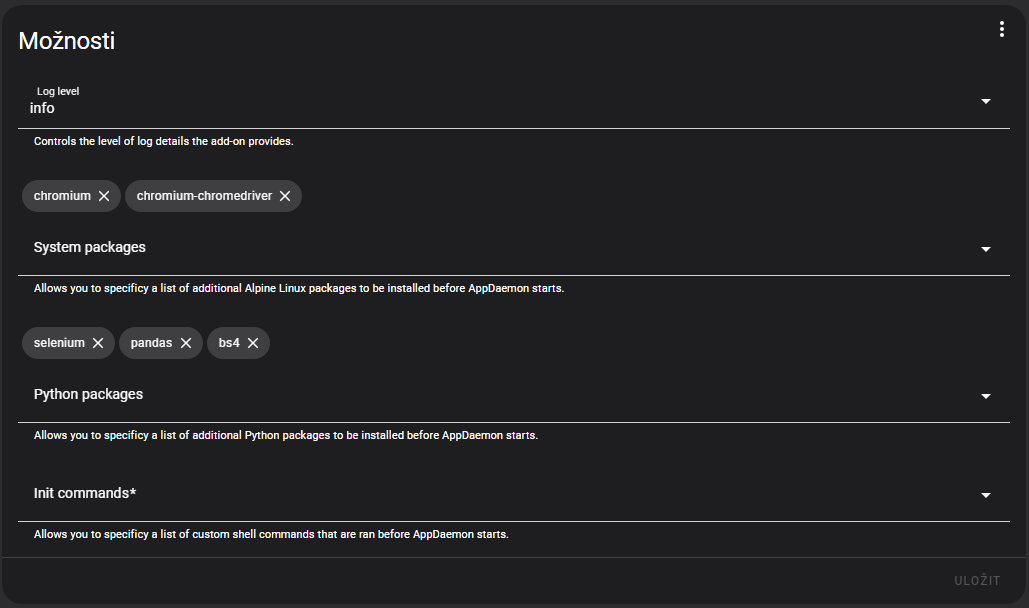 Možnosti
Log level
info
Controls the level of log details the add-on provides.
chromium chromium-chromedriver
System packages
Allows you to specificy a list of additional Alpine Linux packages to be installed before AppDaemon starts.
selenium pandas bs4
Python packages
Allows you to specificy a list of additional Python packages to be installed before AppDaemon starts.
Init commands*
Allows you to specificy a list of custom shell commands that are ran before AppDaemon starts.
ULOŽIT